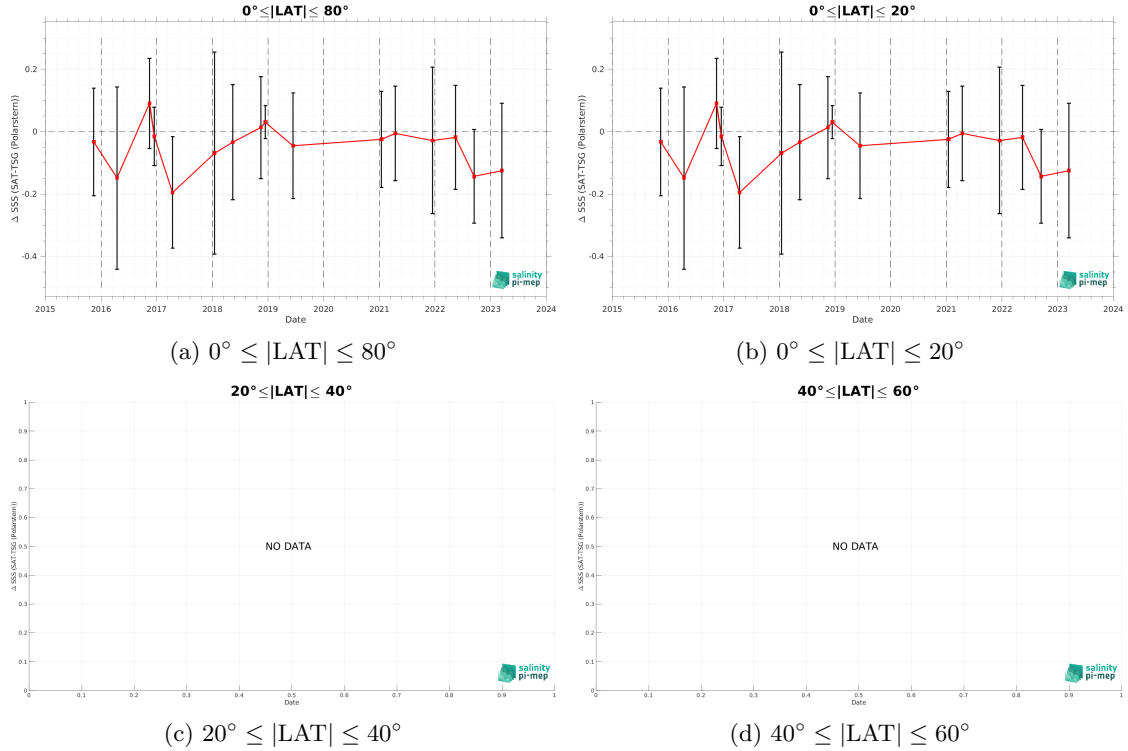 0°≤|LAT|≤ 80°
Δ SSS (SAT-TSG (Polarstern))
0.2
0
-0.2
-0.4
2015 2016 2017 2018 2019 2020 2021 2022 2023 2024
Date
salinity
pi-mep
(a) 0° ≤ |LAT| ≤ 80°
0°≤|LAT|≤ 20°
Δ SSS (SAT-TSG (Polarstern))
0.2
0
-0.2
-0.4
2015 2016 2017 2018 2019 2020 2021 2022 2023 2024
Date
salinity
pi-mep
(b) 0° ≤ |LAT| ≤ 20°
20°≤|LAT|≤ 40°
Δ SSS (SAT-TSG (Polarstern))
1
0.9
0.8
0.7
0.6
0.5
0.4
0.3
0.2
0.1
0
NO DATA
0 0.1 0.2 0.3 0.4 0.5 0.6 0.7 0.8 0.9 1
Date
salinity
pi-mep
(c) 20° ≤ |LAT| ≤ 40°
40°≤|LAT|≤ 60°
Δ SSS (SAT-TSG (Polarstern))
1
0.9
0.8
0.7
0.6
0.5
0.4
0.3
0.2
0.1
0
NO DATA
0 0.1 0.2 0.3 0.4 0.5 0.6 0.7 0.8 0.9 1
Date
salinity
pi-mep
(d) 40° ≤ |LAT| ≤ 60°